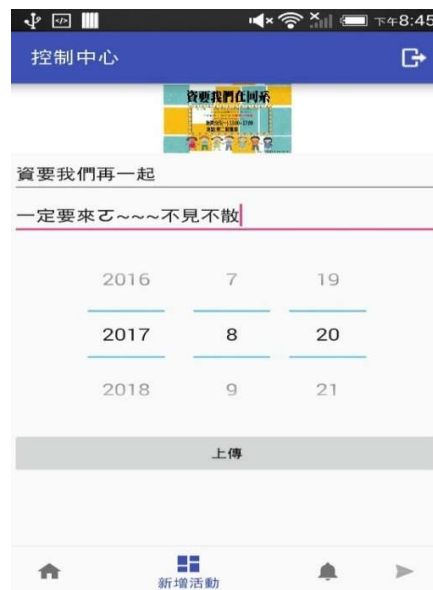 下午8:45
控制中心
資要我們在同系
資要我們再一起
一定要來ㄛ~~~不見不散
2016 7 19
2017 8 20
2018 9 21
上傳
新增活動